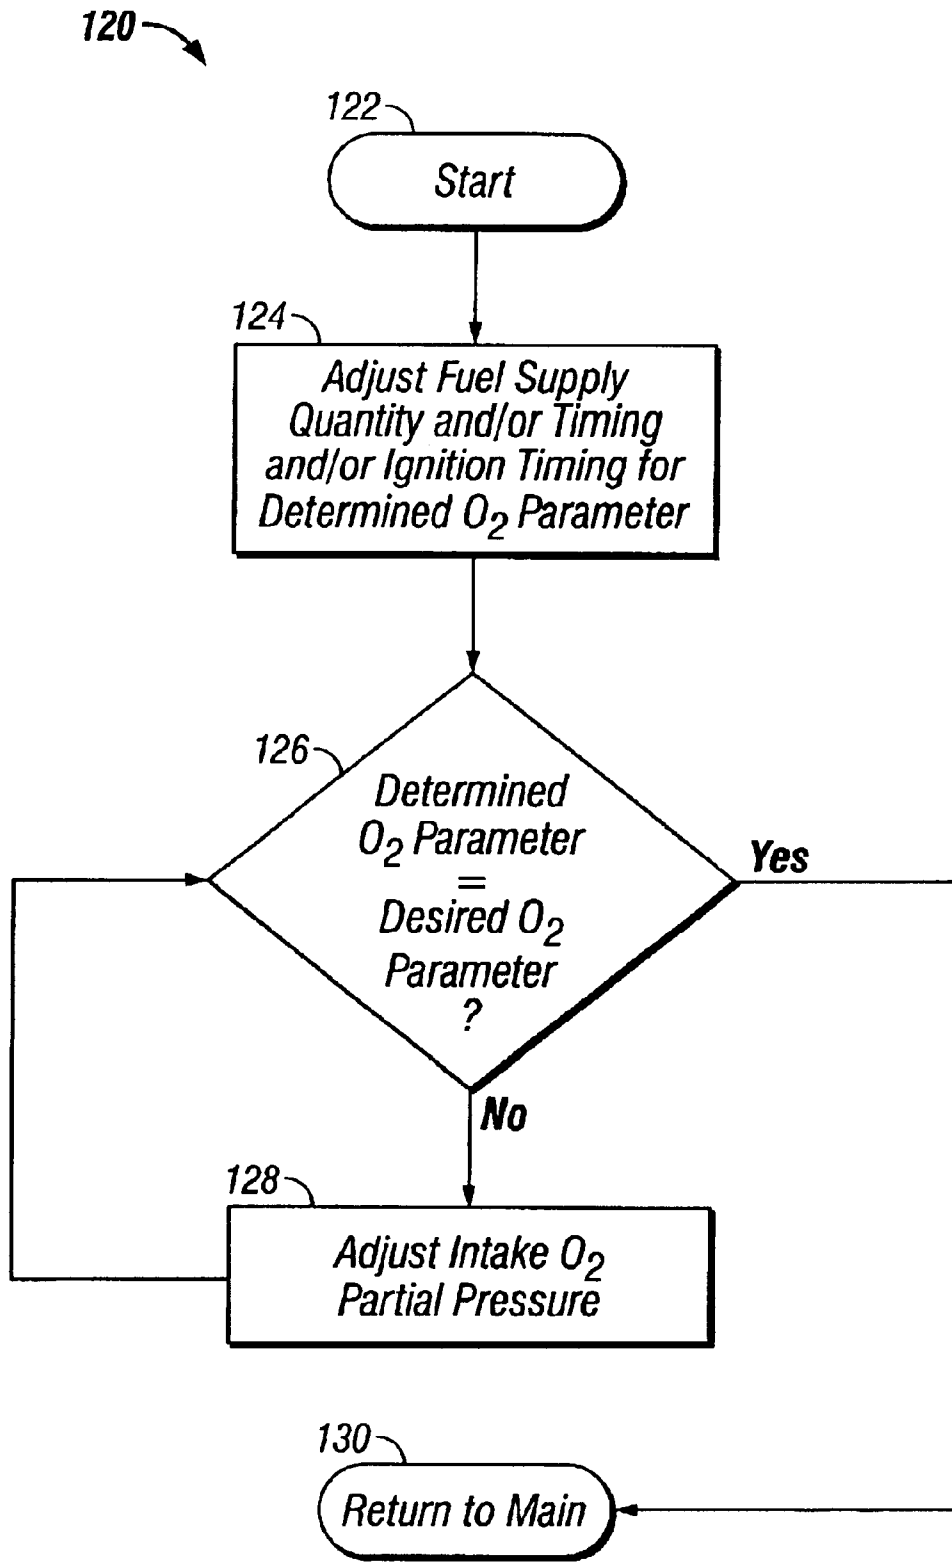 120
122
Start
124
Adjust Fuel Supply
Quantity and/or Timing
and/or Ignition Timing for
Determined O₂ Parameter
126
Determined
O₂ Parameter
=
Desired O₂
Parameter
?
Yes
No
128
Adjust Intake O₂
Partial Pressure
130
Return to Main